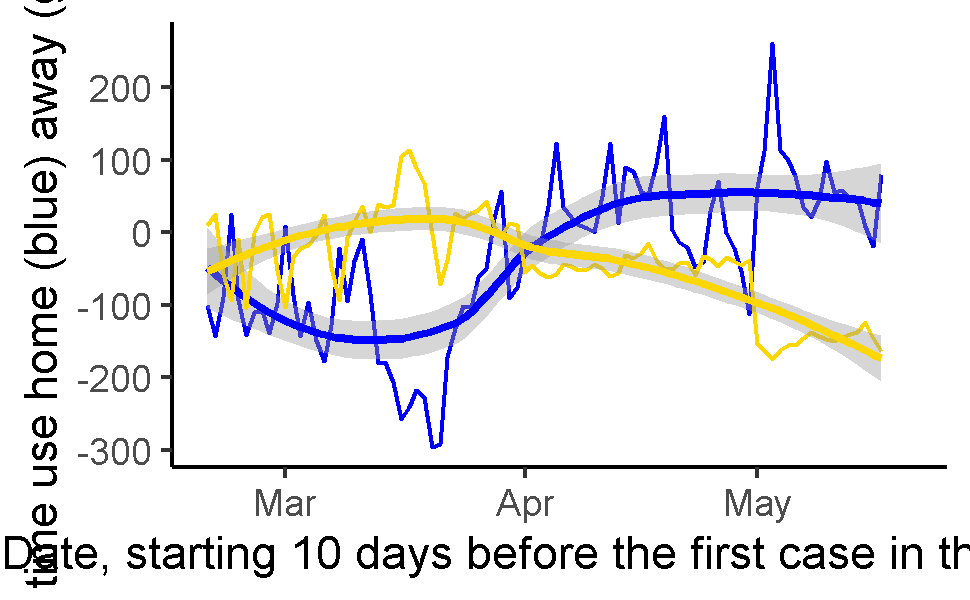 time use home (blue) away (
200
100
0
-100
-200
-300
Mar Apr May
Date, starting 10 days before the first case in th